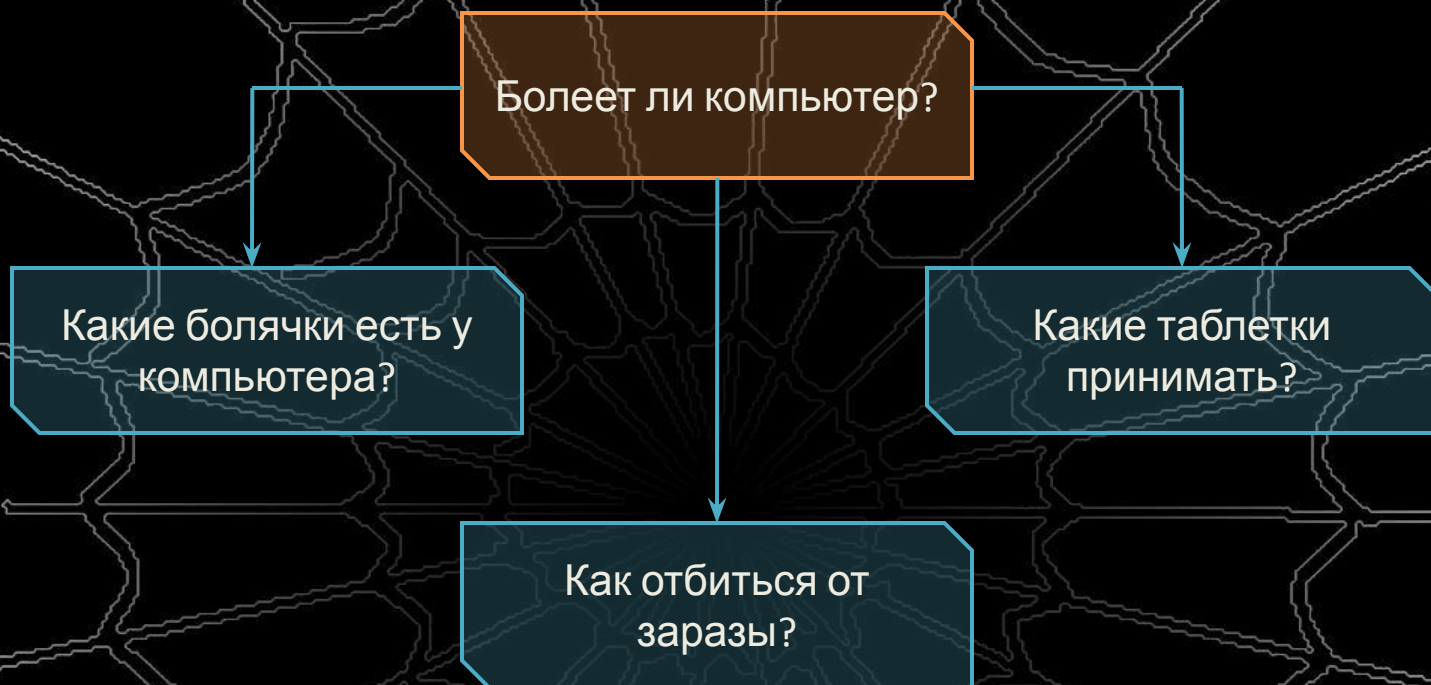 Болеет ли компьютер?
Какие болячки есть у
компьютера?
Какие таблетки
принимать?
Как отбиться от
заразы?